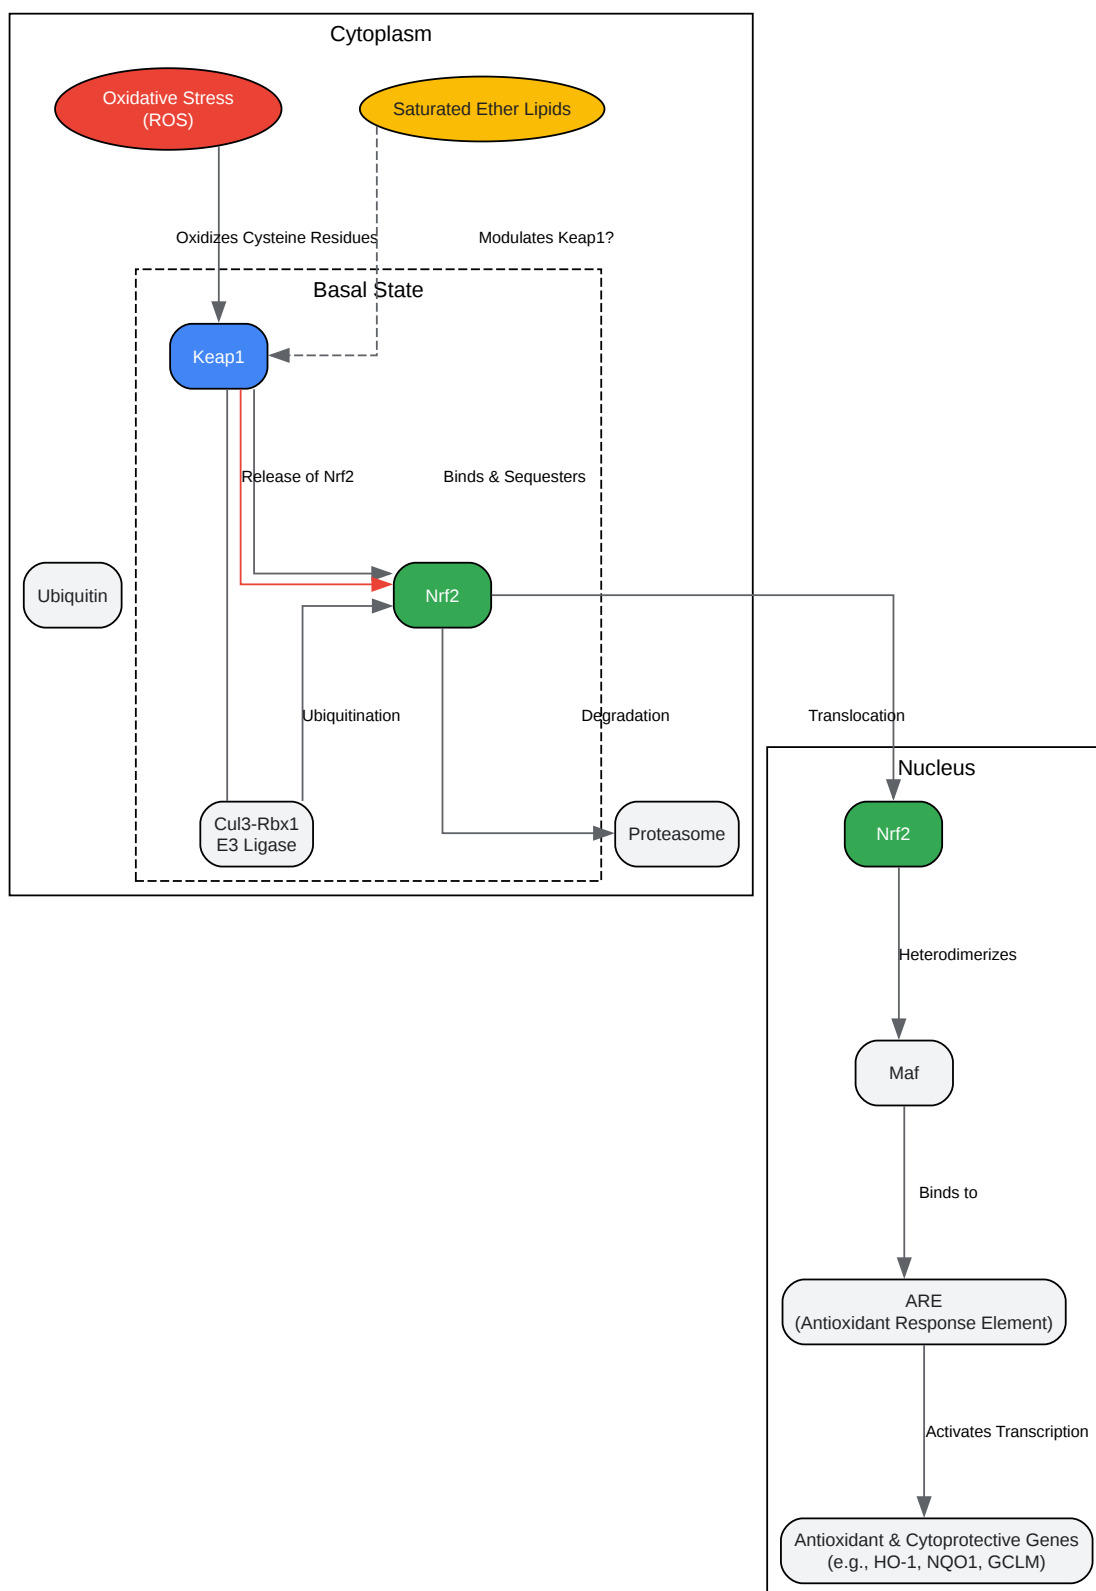 Cytoplasm
Oxidative Stress
(ROS)
Saturated Ether Lipids
Oxidizes Cysteine Residues
Modulates Keap1?
Basal State
Keap1
Release of Nrf2
Binds & Sequesters
Ubiquitin
Nrf2
Ubiquitination
Degradation
Translocation
Nucleus
Cul3-Rbx1
E3 Ligase
Proteasome
Nrf2
Heterodimerizes
Maf
Binds to
ARE
(Antioxidant Response Element)
Activates Transcription
Antioxidant & Cytoprotective Genes
(e.g., HO-1, NQO1, GCLM)